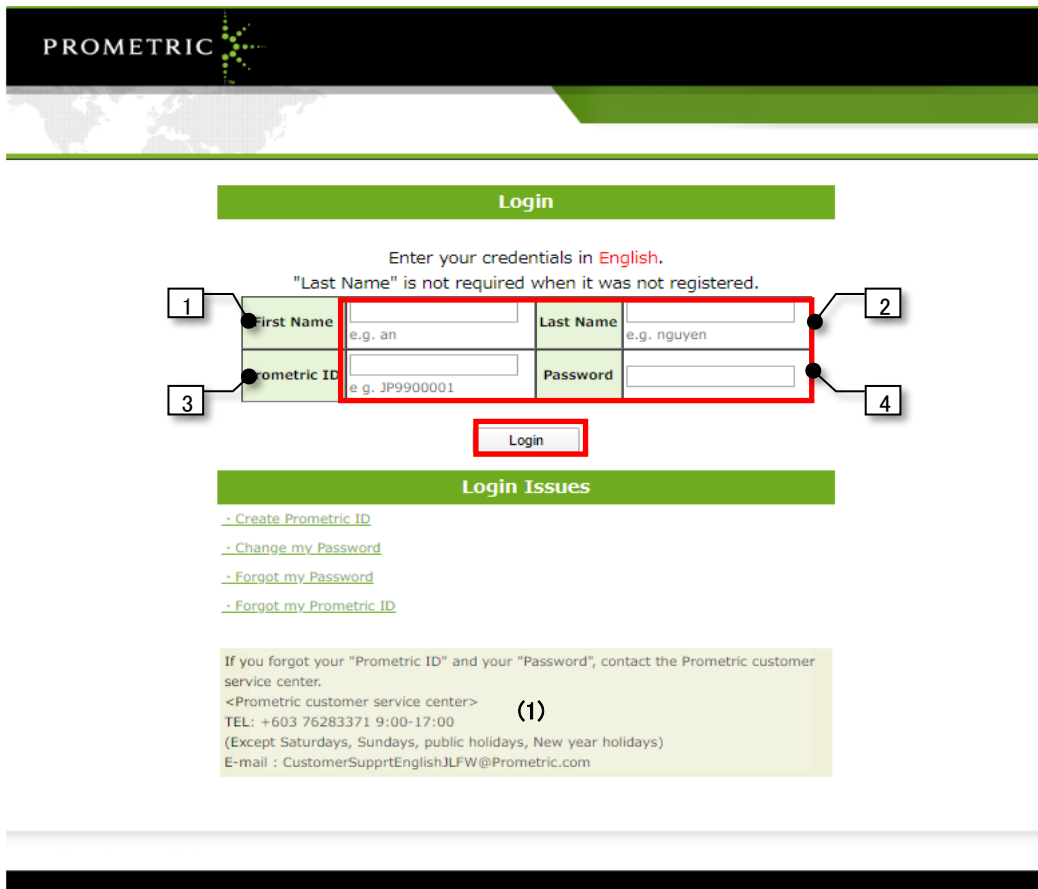 PROMETRIC
Login
Enter your credentials in English.
"Last Name" is not required when it was not registered.
1
First Name
e.g. an
Last Name
e.g. nguyen
2
3
rometric ID
e g. JP9900001
Password
4
Login
Login Issues
· Create Prometric ID
· Change my Password
· Forgot my Password
· Forgot my Prometric ID
If you forgot your "Prometric ID" and your "Password", contact the Prometric customer
service center.
<Prometric customer service center>
(1)
TEL: +603 76283371 9:00-17:00
(Except Saturdays, Sundays, public holidays, New year holidays)
E-mail : CustomerSupprtEnglishJLFW@Prometric.com